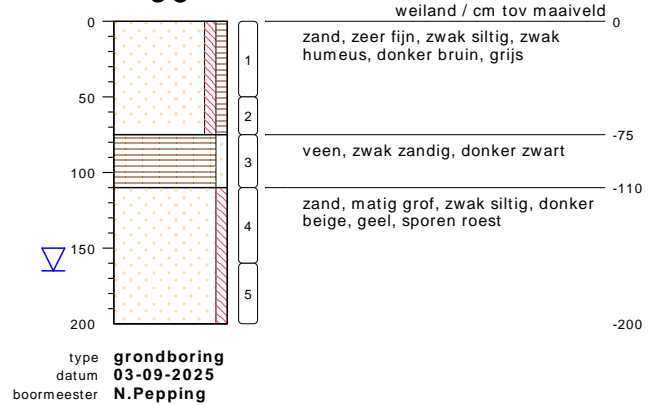 weiland / cm tov maaiveld
0
0
zand, zeer fijn, zwak siltig, zwak
humeus, donker bruin, grijs
1
50
2
-75
veen, zwak zandig, donker zwart
3
100
-110
zand, matig grof, zwak siltig, donker
beige, geel, sporen roest
4
150
5
200
-200
type grondboring
datum 03-09-2025
boormeester N.Pepping